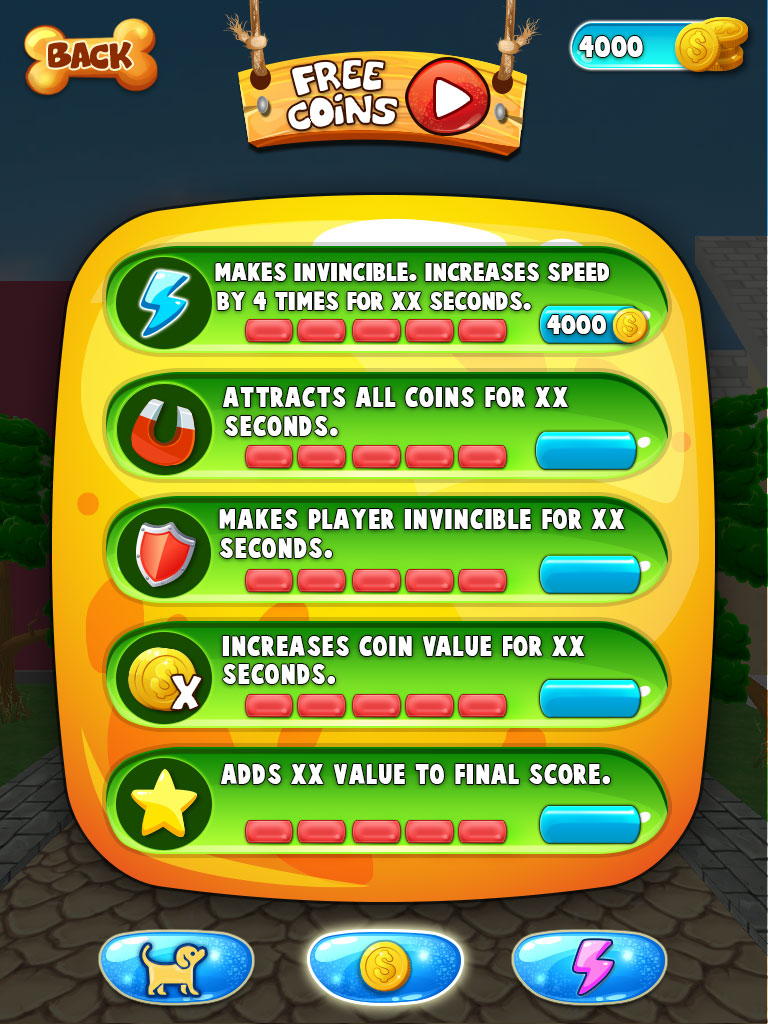 BACK
FREE
COINS
4000
MAKES INVINCIBLE. INCREASES SPEED
BY 4 TIMES FOR XX SECONDS.
4000
ATTRACTS ALL COINS FOR XX
SECONDS.
MAKES PLAYER INVINCIBLE FOR XX
SECONDS.
INCREASES COIN VALUE FOR XX
SECONDS.
X
ADDS XX VALUE TO FINAL SCORE.